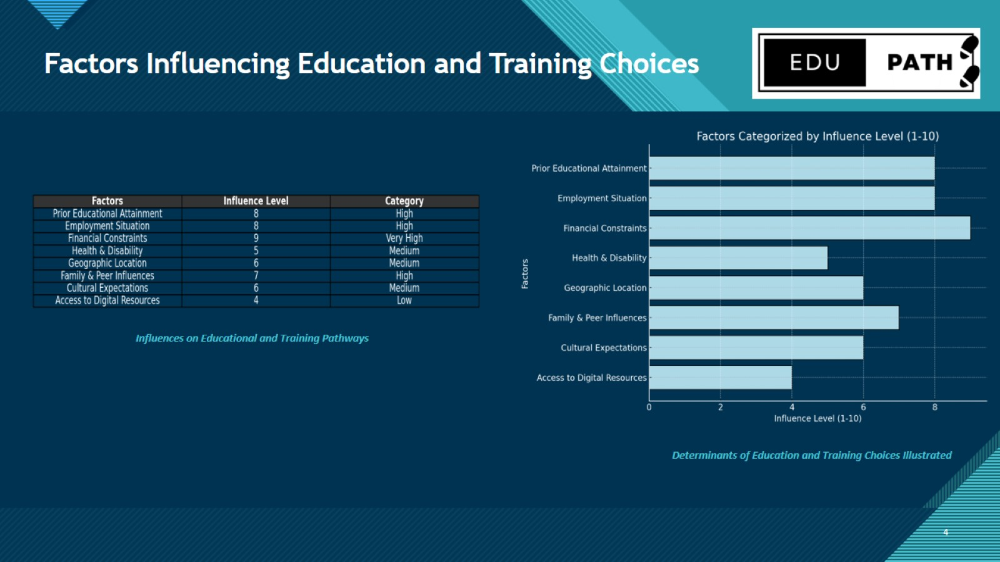 Factors Influencing Education and Training Choices
EDU PATH
Factors Influence Level Category
Prior Educational Attainment 8 High
Employment Situation 8 High
Financial Constraints 9 Very High
Health & Disability 5 Medium
Geographic Location 6 Medium
Family & Peer Influences 7 High
Cultural Expectations 6 Medium
Access to Digital Resources 4 Low
Influences on Educational and Training Pathways
Factors Categorized by Influence Level (1-10)
Factors
Prior Educational Attainment
Employment Situation
Financial Constraints
Health & Disability
Geographic Location
Family & Peer Influences
Cultural Expectations
Access to Digital Resources
0 2 4 6 8
Influence Level (1-10)
Determinants of Education and Training Choices Illustrated
4